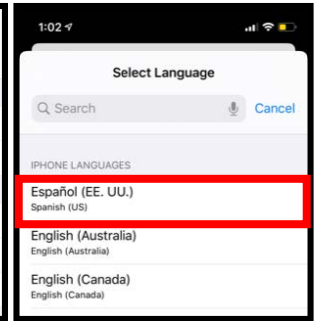 1:02
Select Language
Search
Cancel
IPHONE LANGUAGES
Español (EE. UU.)
Spanish (US)
English (Australia)
English (Australia)
English (Canada)
English (Canada)